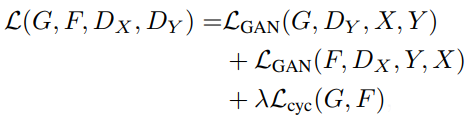 ℒ(G, F, D_X, D_Y) =ℒ_GAN(G, D_Y, X, Y)
+ ℒ_GAN(F, D_X, Y, X)
+ λℒ_cyc(G, F)